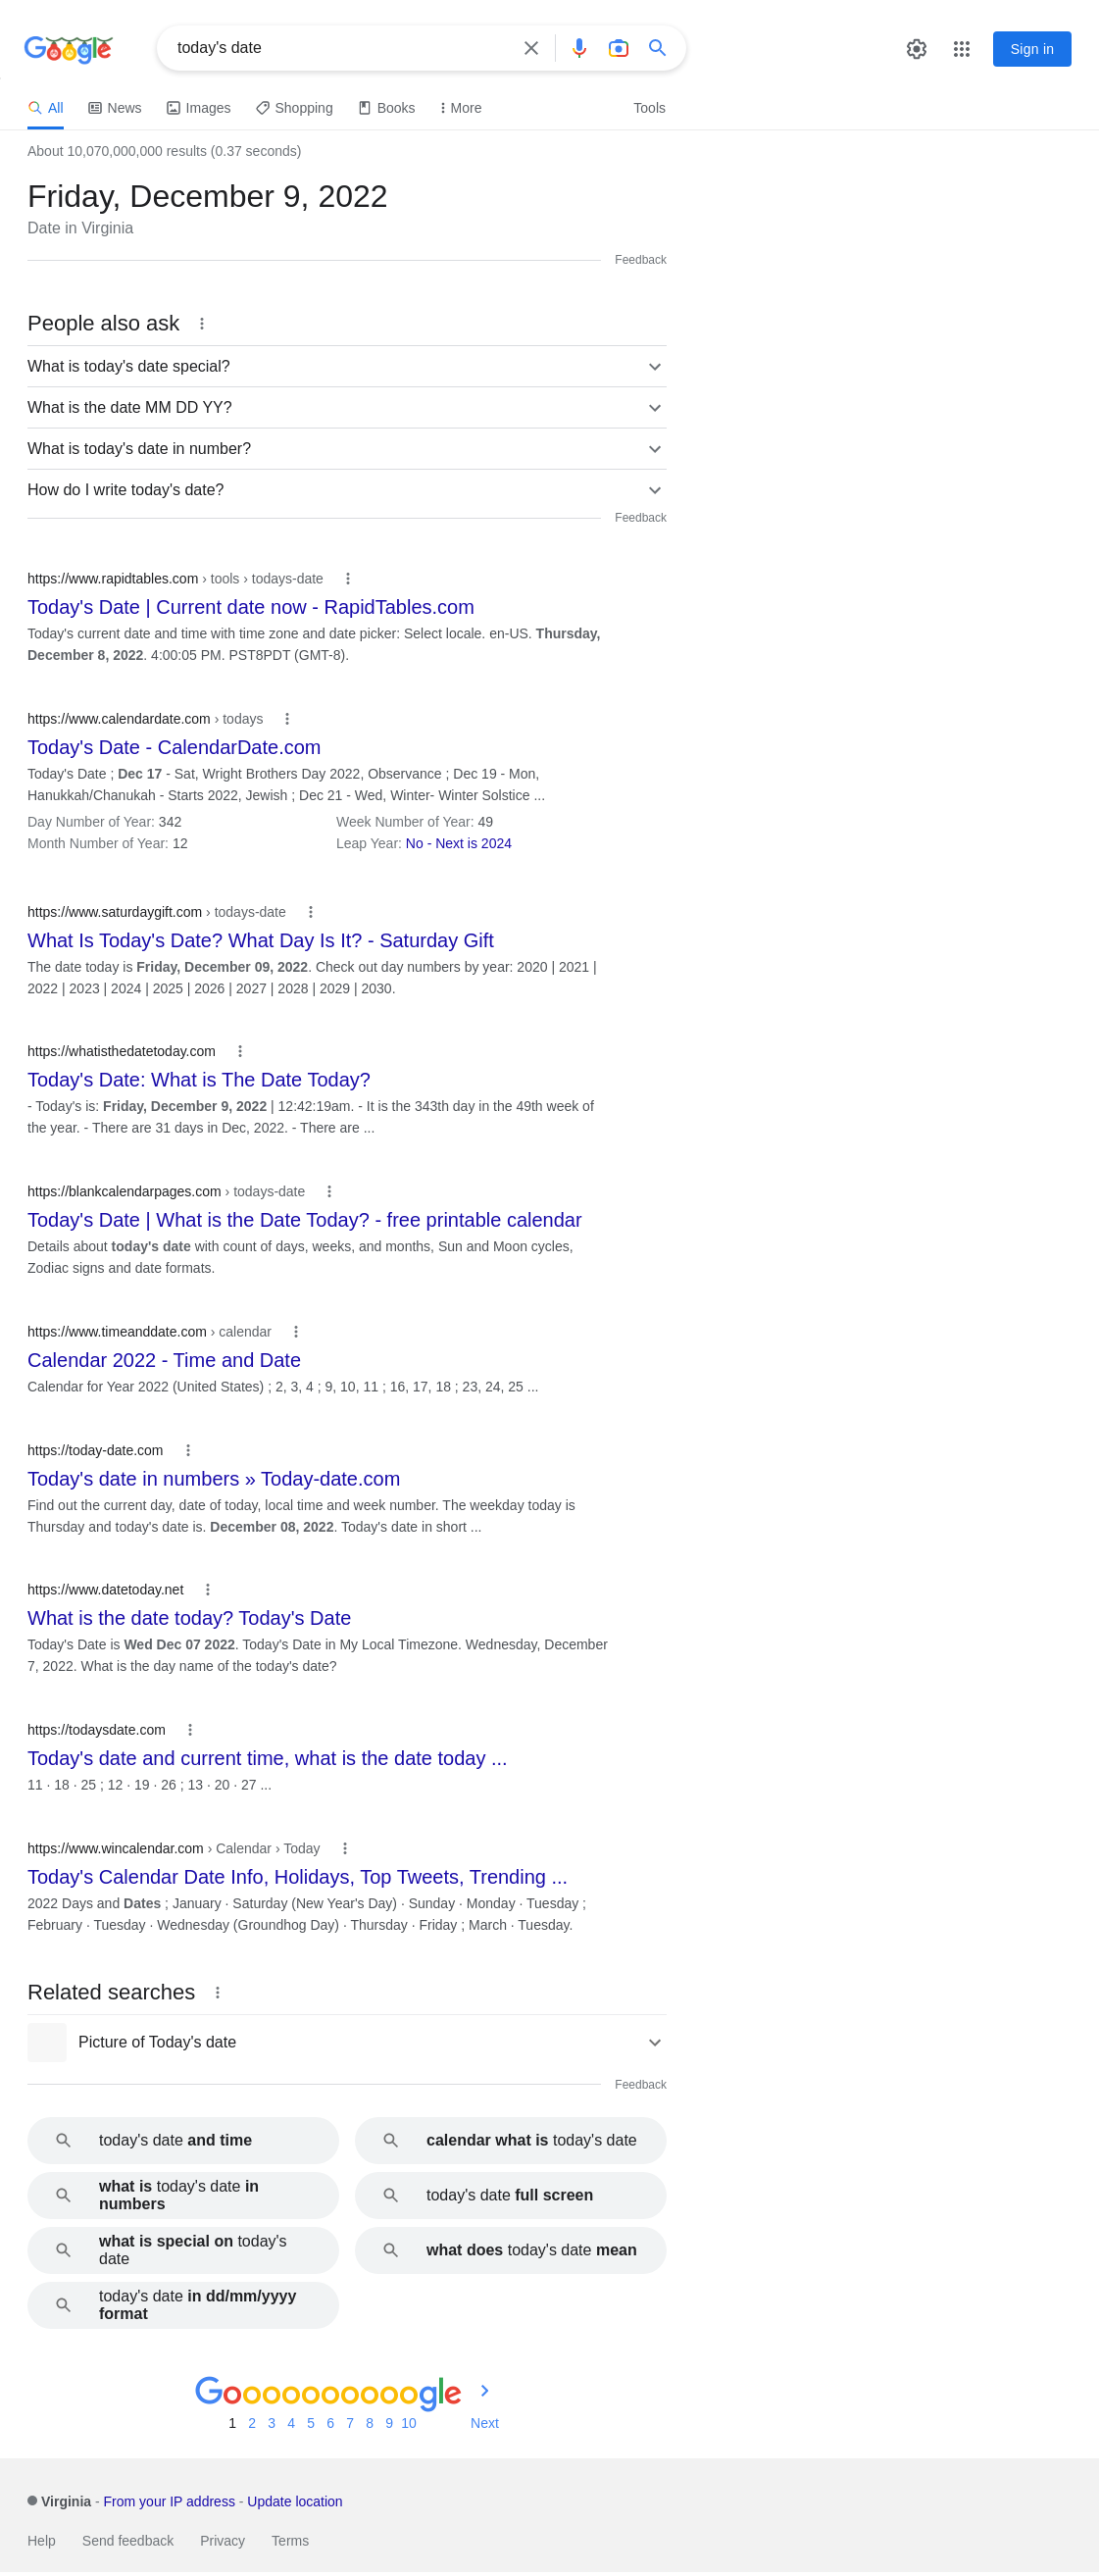 Google
today's date
Sign in
All News Images Shopping Books More Tools
About 10,070,000,000 results (0.37 seconds)
Friday, December 9, 2022
Date in Virginia
Feedback
People also ask
What is today's date special?
What is the date MM DD YY?
What is today's date in number?
How do I write today's date?
Feedback
https://www.rapidtables.com › tools › todays-date
Today's Date | Current date now - RapidTables.com
Today's current date and time with time zone and date picker: Select locale. en-US. Thursday,
December 8, 2022. 4:00:05 PM. PST8PDT (GMT-8).
https://www.calendardate.com › todays
Today's Date - CalendarDate.com
Today's Date ; Dec 17 - Sat, Wright Brothers Day 2022, Observance ; Dec 19 - Mon,
Hanukkah/Chanukah - Starts 2022, Jewish ; Dec 21 - Wed, Winter- Winter Solstice ...
Day Number of Year: 342 Week Number of Year: 49
Month Number of Year: 12 Leap Year: No - Next is 2024
https://www.saturdaygift.com › todays-date
What Is Today's Date? What Day Is It? - Saturday Gift
The date today is Friday, December 09, 2022. Check out day numbers by year: 2020 | 2021 |
2022 | 2023 | 2024 | 2025 | 2026 | 2027 | 2028 | 2029 | 2030.
https://whatisthedatetoday.com
Today's Date: What is The Date Today?
- Today's is: Friday, December 9, 2022 | 12:42:19am. - It is the 343th day in the 49th week of
the year. - There are 31 days in Dec, 2022. - There are ...
https://blankcalendarpages.com › todays-date
Today's Date | What is the Date Today? - free printable calendar
Details about today's date with count of days, weeks, and months, Sun and Moon cycles,
Zodiac signs and date formats.
https://www.timeanddate.com › calendar
Calendar 2022 - Time and Date
Calendar for Year 2022 (United States) ; 2, 3, 4 ; 9, 10, 11 ; 16, 17, 18 ; 23, 24, 25 ...
https://today-date.com
Today's date in numbers » Today-date.com
Find out the current day, date of today, local time and week number. The weekday today is
Thursday and today's date is. December 08, 2022. Today's date in short ...
https://www.datetoday.net
What is the date today? Today's Date
Today's Date is Wed Dec 07 2022. Today's Date in My Local Timezone. Wednesday, December
7, 2022. What is the day name of the today's date?
https://todaysdate.com
Today's date and current time, what is the date today ...
11 · 18 · 25 ; 12 · 19 · 26 ; 13 · 20 · 27 ...
https://www.wincalendar.com › Calendar › Today
Today's Calendar Date Info, Holidays, Top Tweets, Trending ...
2022 Days and Dates ; January · Saturday (New Year's Day) · Sunday · Monday · Tuesday ;
February · Tuesday · Wednesday (Groundhog Day) · Thursday · Friday ; March · Tuesday.
Related searches
Picture of Today's date
Feedback
today's date and time
calendar what is today's date
what is today's date in
numbers
today's date full screen
what is special on today's
date
what does today's date mean
today's date in dd/mm/yyyy
format
Goooooooooogle
1 2 3 4 5 6 7 8 9 10 Next
Virginia - From your IP address - Update location
Help Send feedback Privacy Terms